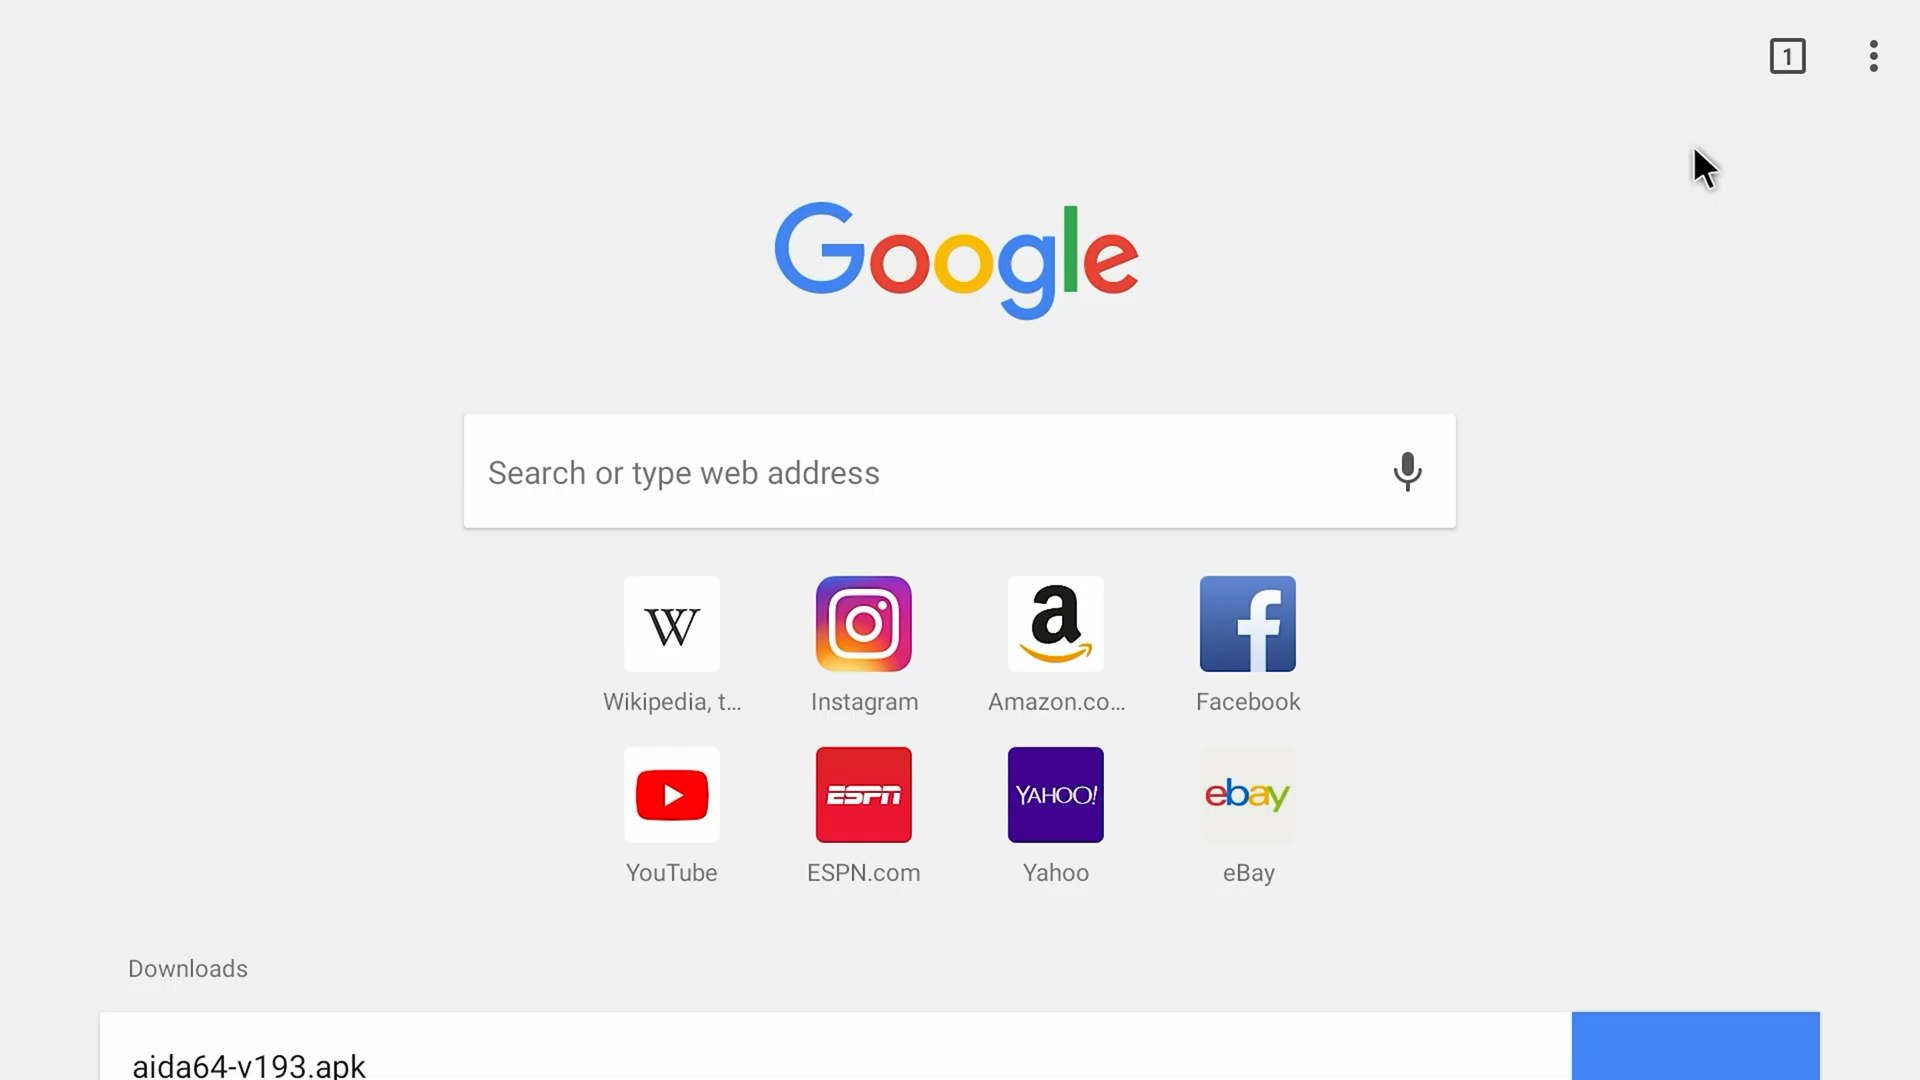 1
Google
Search or type web address
W
a
f
Wikipedia, t...
Instagram
Amazon.co...
Facebook
ESPN
YAHOO!
ebay
YouTube
ESPN.com
Yahoo
eBay
Downloads
aida64-v193.apk